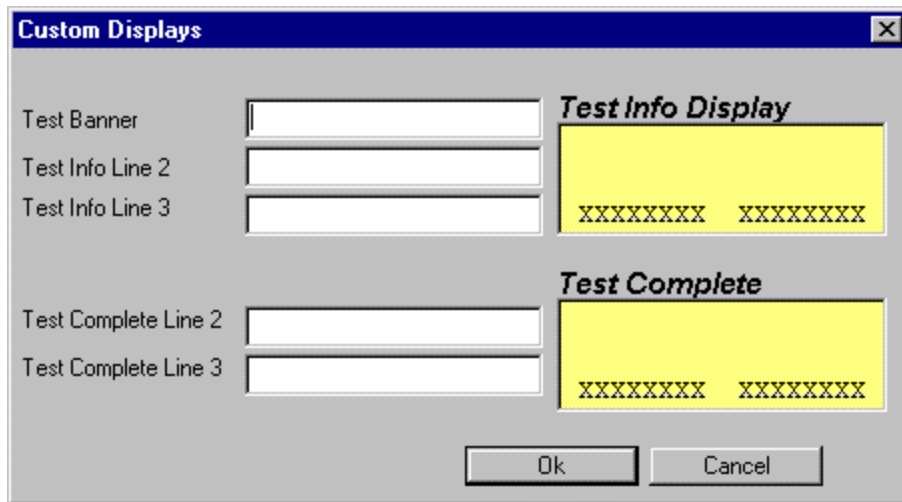 Custom Displays
Test Banner
Test Info Line 2
Test Info Line 3
Test Info Display
XXXXXXXX XXXXXXXX
Test Complete Line 2
Test Complete Line 3
Test Complete
XXXXXXXX XXXXXXXX
Ok Cancel